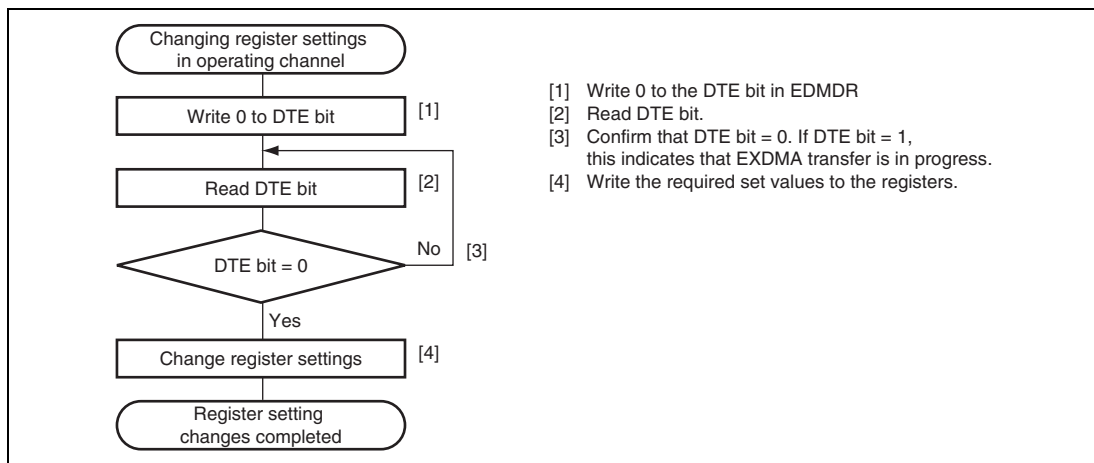 Changing register settings
in operating channel
Write 0 to DTE bit
[1]
Read DTE bit
[2]
No
[3]
DTE bit = 0
Yes
Change register settings
[4]
Register setting
changes completed
[1] Write 0 to the DTE bit in EDMDR
[2] Read DTE bit.
[3] Confirm that DTE bit = 0. If DTE bit = 1,
this indicates that EXDMA transfer is in progress.
[4] Write the required set values to the registers.